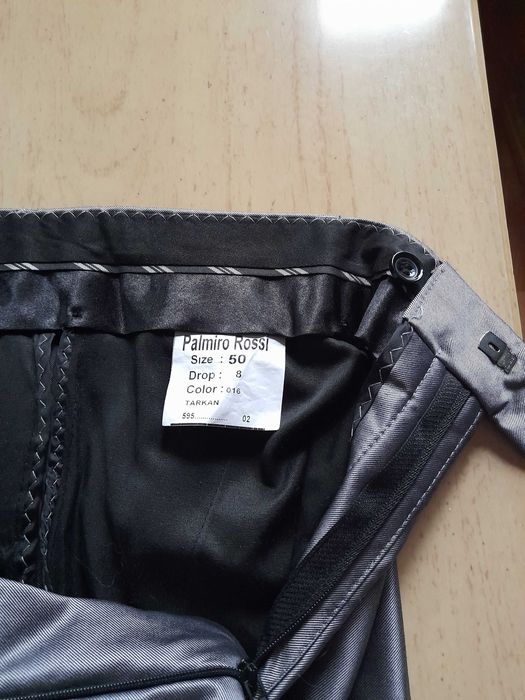 Palmiro Rossi
Size : 50
Drop : 8
Color : 016
TARKAN
595................ 02